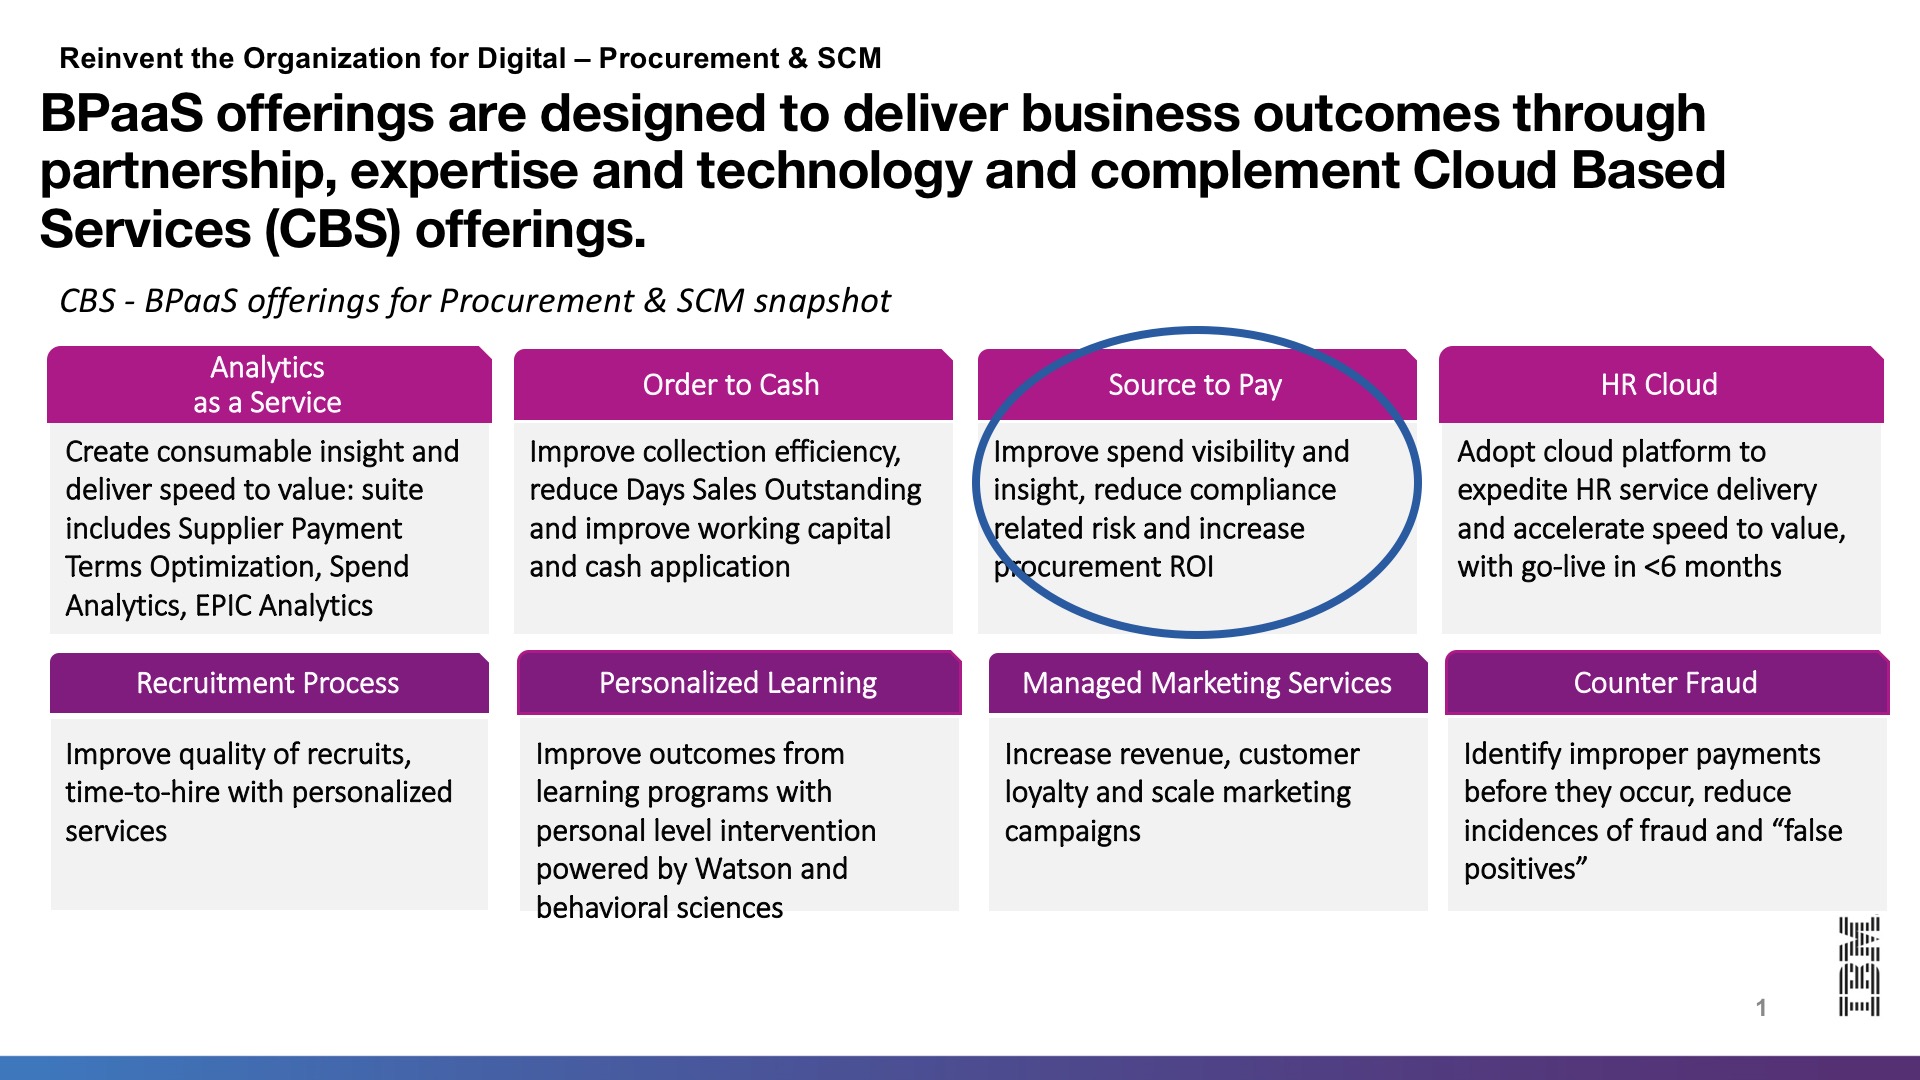 Reinvent the Organization for Digital – Procurement & SCM
BPaaS offerings are designed to deliver business outcomes through
partnership, expertise and technology and complement Cloud Based
Services (CBS) offerings.
CBS - BPaaS offerings for Procurement & SCM snapshot
Analytics
as a Service
Create consumable insight and
deliver speed to value: suite
includes Supplier Payment
Terms Optimization, Spend
Analytics, EPIC Analytics
Order to Cash
Improve collection efficiency,
reduce Days Sales Outstanding
and improve working capital
and cash application
Source to Pay
Improve spend visibility and
insight, reduce compliance
related risk and increase
procurement ROI
HR Cloud
Adopt cloud platform to
expedite HR service delivery
and accelerate speed to value,
with go-live in <6 months
Recruitment Process
Improve quality of recruits,
time-to-hire with personalized
services
Personalized Learning
Improve outcomes from
learning programs with
personal level intervention
powered by Watson and
behavioral sciences
Managed Marketing Services
Increase revenue, customer
loyalty and scale marketing
campaigns
Counter Fraud
Identify improper payments
before they occur, reduce
incidences of fraud and “false
positives”
IBM
1